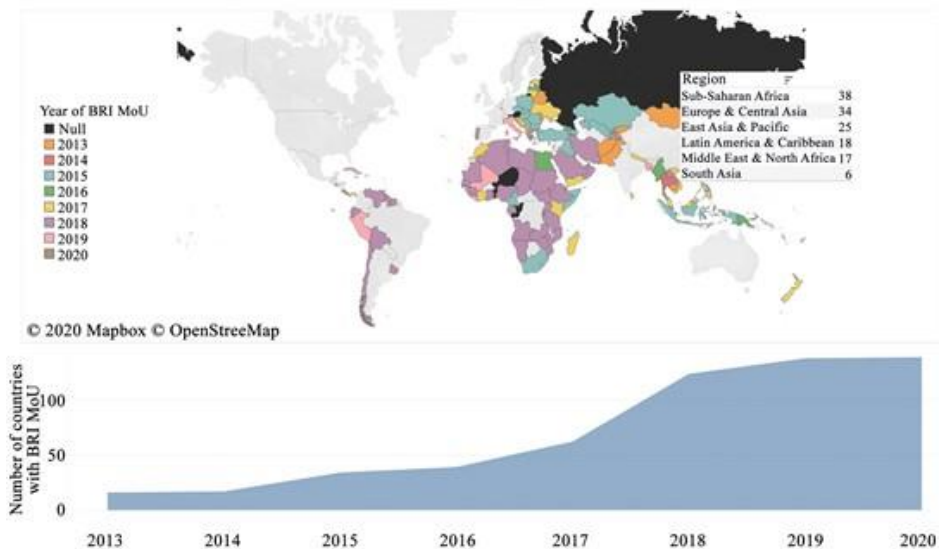 Region
Sub-Saharan Africa 38
Europe & Central Asia 34
East Asia & Pacific 25
Latin America & Caribbean 18
Middle East & North Africa 17
South Asia 6
Year of BRI MoU
Null
2013
2014
2015
2016
2017
2018
2019
2020
© 2020 Mapbox © OpenStreetMap
Number of countries
with BRI MoU
100
50
0
2013 2014 2015 2016 2017 2018 2019 2020